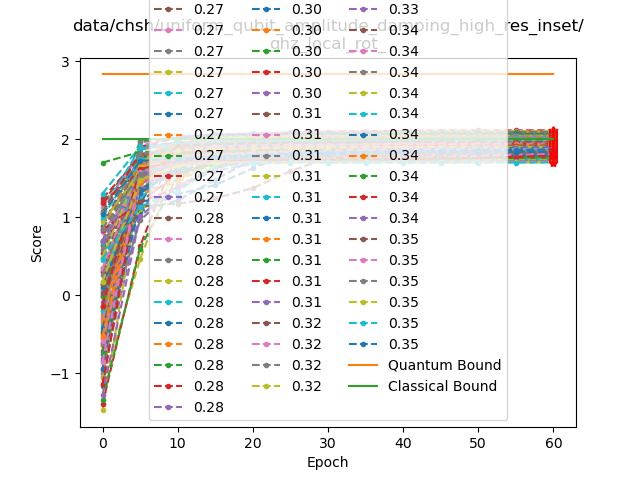 data/chsh/uniform_qubit_amplitude_damping_high_res_inset/
ghz_local_rot_
0.27 0.30 0.33
0.27 0.30 0.34
0.27 0.30 0.34
0.27 0.30 0.34
0.27 0.30 0.34
0.27 0.31 0.34
0.27 0.31 0.34
0.27 0.31 0.34
0.27 0.31 0.34
0.27 0.31 0.34
0.28 0.31 0.34
0.28 0.31 0.35
0.28 0.31 0.35
0.28 0.31 0.35
0.28 0.31 0.35
0.28 0.32 0.35
0.28 0.32 0.35
0.28 0.32 Quantum Bound
0.28 0.32 Classical Bound
0.28
3
2
1
0
−1
Score
0 10 20 30 40 50 60
Epoch